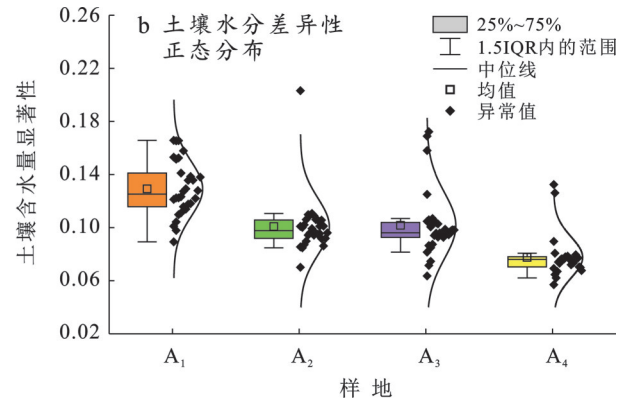 b 土壤水分差异性
正态分布
25%~75%
1.5IQR内的范围
中位线
均值
异常值
土壤含水量显著性
0.26
0.22
0.18
0.14
0.10
0.06
0.02
A₁ A₂ A₃ A₄
样地